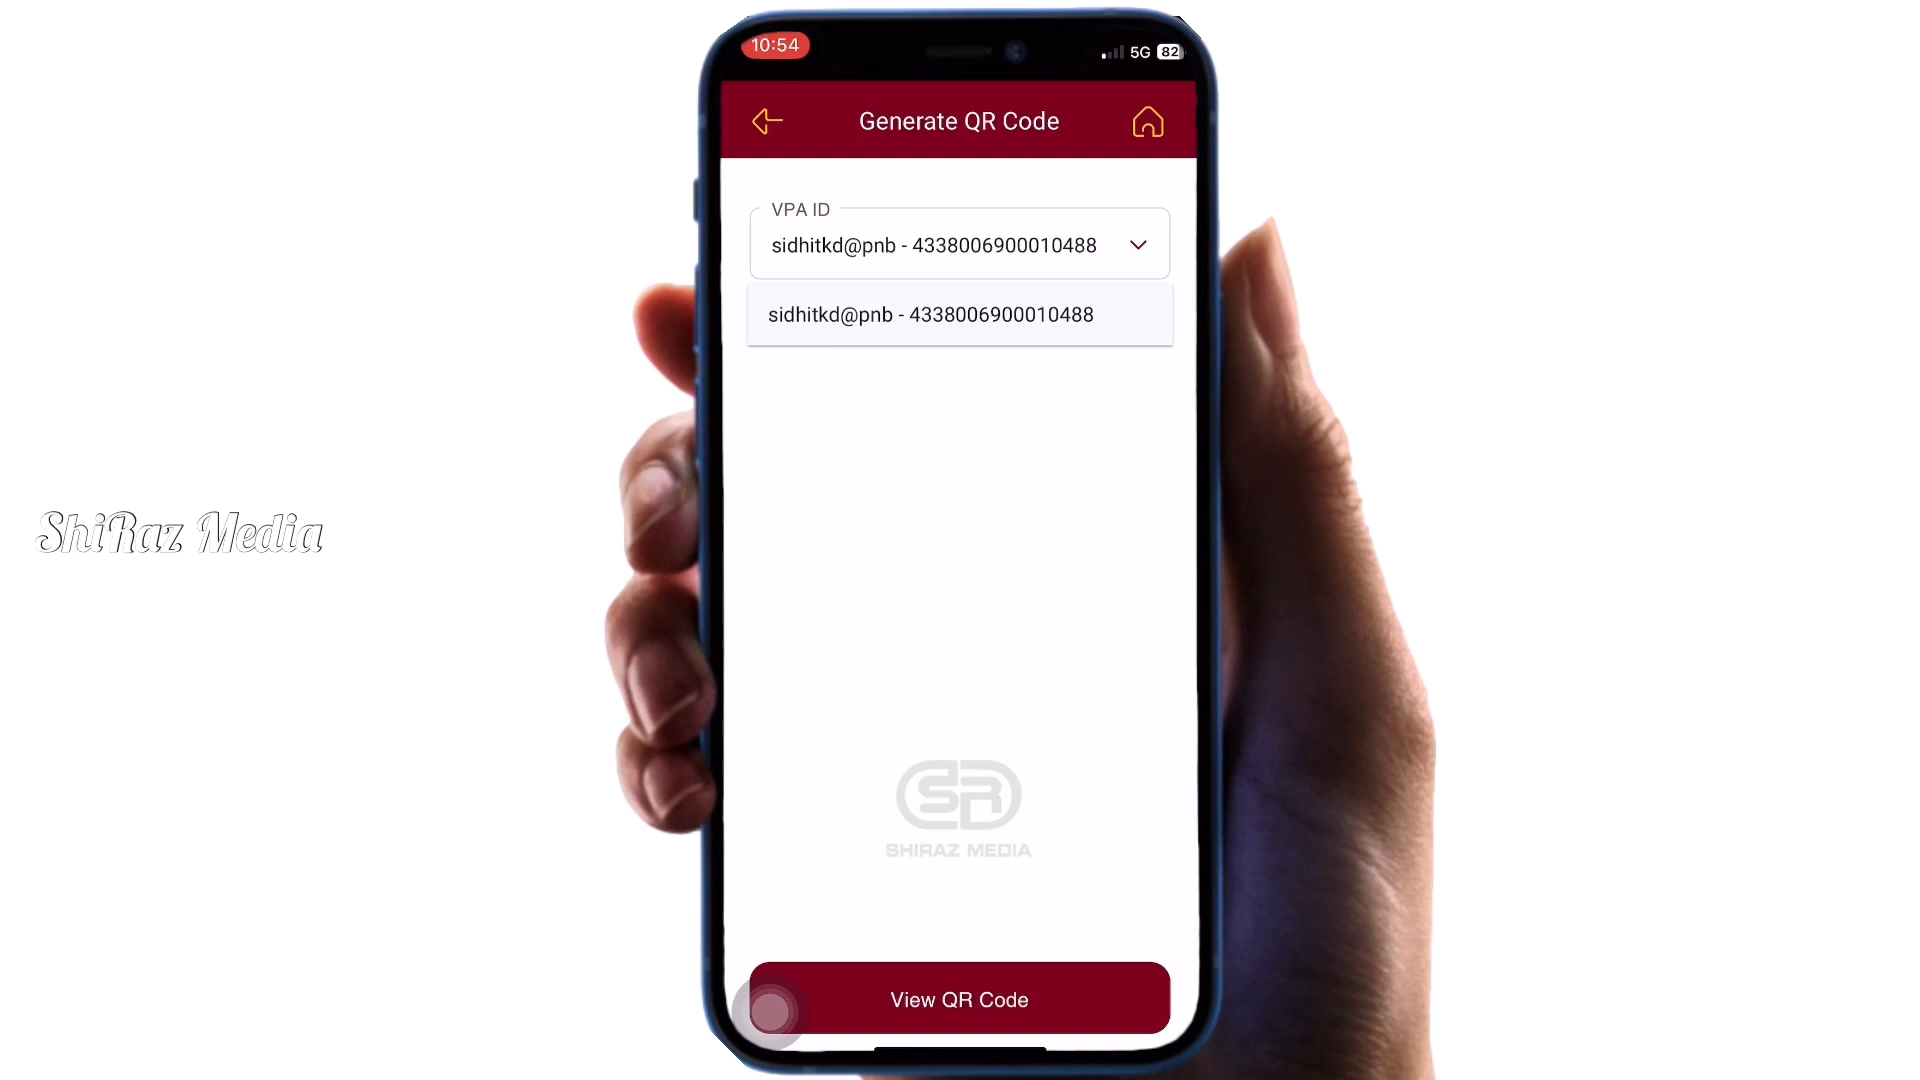 10:54
5G 82
Generate QR Code
VPA ID
sidhitkd@pnb - 4338006900010488
sidhitkd@pnb - 4338006900010488
ShiRaz Media
SR
SHIRAZ MEDIA
View QR Code